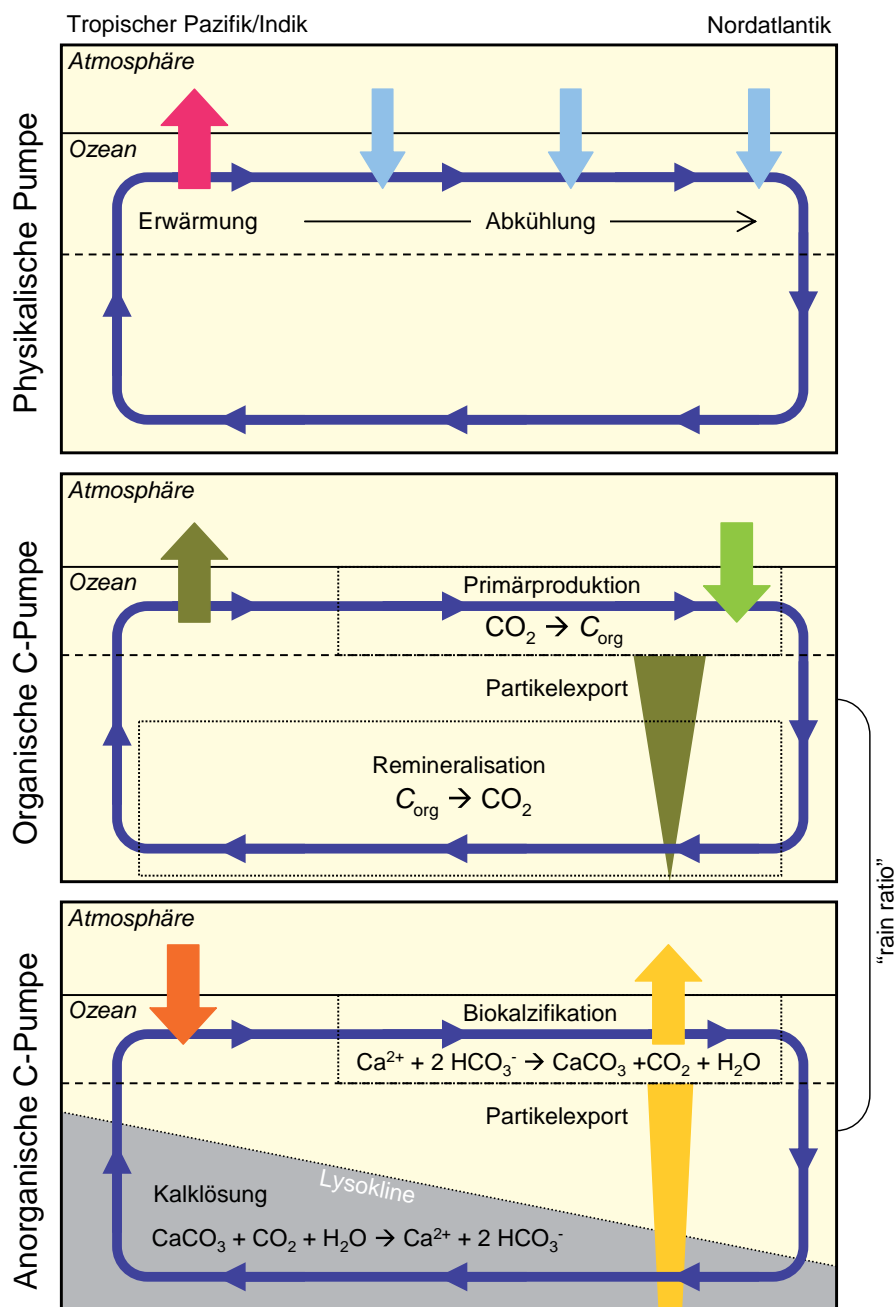 Tropischer Pazifik/Indik
Nordatlantik
Physikalische Pumpe
Atmosphäre
Ozean
Erwärmung
Abkühlung
Organische C-Pumpe
Atmosphäre
Ozean
Primärproduktion
CO₂ → C_org
Partikelexport
Remineralisation
C_org → CO₂
"rain ratio"
Anorganische C-Pumpe
Atmosphäre
Ozean
Biokalzifikation
Ca²⁺ + 2 HCO₃⁻ → CaCO₃ +CO₂ + H₂O
Partikelexport
Lysokline
Kalklösung
CaCO₃ + CO₂ + H₂O → Ca²⁺ + 2 HCO₃⁻